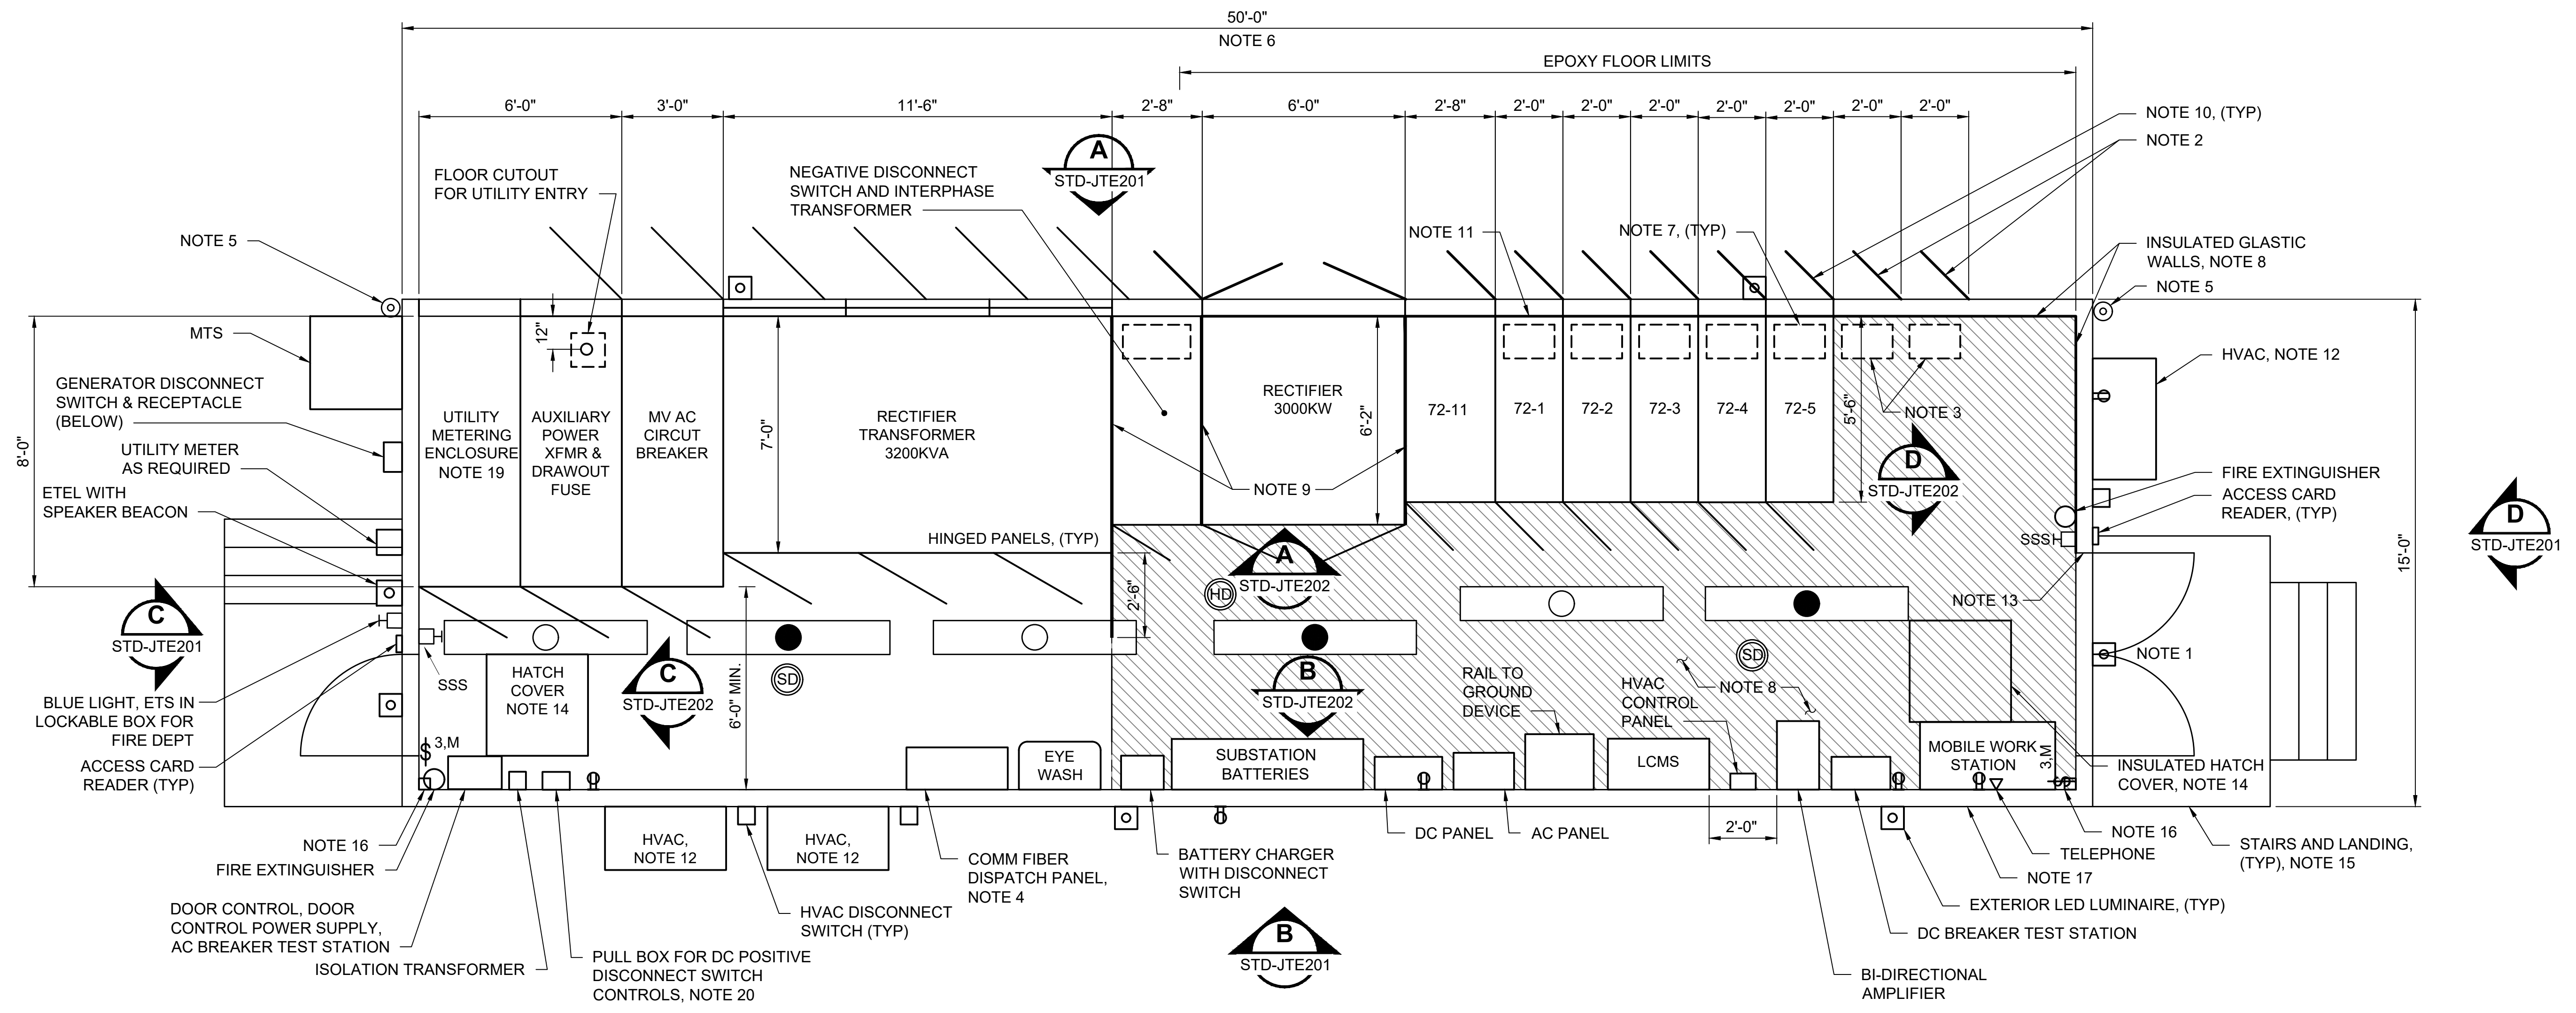 50'-0"
NOTE 6
EPOXY FLOOR LIMITS
6'-0"
3'-0"
11'-6"
2'-8"
6'-0"
2'-8"
2'-0"
2'-0"
2'-0"
2'-0"
2'-0"
2'-0"
2'-0"
NOTE 10, (TYP)
NOTE 2
A
STD-JTE201
FLOOR CUTOUT
FOR UTILITY ENTRY
NEGATIVE DISCONNECT
SWITCH AND INTERPHASE
TRANSFORMER
NOTE 5
NOTE 11
NOTE 7, (TYP)
INSULATED GLASTIC
WALLS, NOTE 8
NOTE 5
MTS
12"
HVAC, NOTE 12
GENERATOR DISCONNECT
SWITCH & RECEPTACLE
(BELOW)
8'-0"
UTILITY METER
AS REQUIRED
ETEL WITH
SPEAKER BEACON
UTILITY
METERING
ENCLOSURE
NOTE 19
AUXILIARY
POWER
XFMR &
DRAWOUT
FUSE
MV AC
CIRCUT
BREAKER
7'-0"
RECTIFIER
TRANSFORMER
3200KVA
RECTIFIER
3000KW
6'-2"
72-11
72-1
72-2
72-3
72-4
72-5
5'-6"
NOTE 3
NOTE 9
D
STD-JTE202
FIRE EXTINGUISHER
ACCESS CARD
READER, (TYP)
D
STD-JTE201
15'-0"
SSS
HINGED PANELS, (TYP)
A
STD-JTE202
HD
2'-6"
NOTE 13
C
STD-JTE201
NOTE 1
SSS
HATCH
COVER
NOTE 14
C
STD-JTE202
6'-0" MIN.
SD
B
STD-JTE202
RAIL TO
GROUND
DEVICE
HVAC
CONTROL
PANEL
SD
NOTE 8
BLUE LIGHT, ETS IN
LOCKABLE BOX FOR
FIRE DEPT
ACCESS CARD
READER (TYP)
$ 3,M
EYE
WASH
SUBSTATION
BATTERIES
LCMS
MOBILE WORK
STATION
3,M
$
INSULATED HATCH
COVER, NOTE 14
NOTE 16
FIRE EXTINGUISHER
HVAC,
NOTE 12
HVAC,
NOTE 12
COMM FIBER
DISPATCH PANEL,
NOTE 4
BATTERY CHARGER
WITH DISCONNECT
SWITCH
DC PANEL
AC PANEL
2'-0"
NOTE 16
TELEPHONE
NOTE 17
STAIRS AND LANDING,
(TYP), NOTE 15
EXTERIOR LED LUMINAIRE, (TYP)
DC BREAKER TEST STATION
DOOR CONTROL, DOOR
CONTROL POWER SUPPLY,
AC BREAKER TEST STATION
ISOLATION TRANSFORMER
HVAC DISCONNECT
SWITCH (TYP)
PULL BOX FOR DC POSITIVE
DISCONNECT SWITCH
CONTROLS, NOTE 20
B
STD-JTE201
BI-DIRECTIONAL
AMPLIFIER